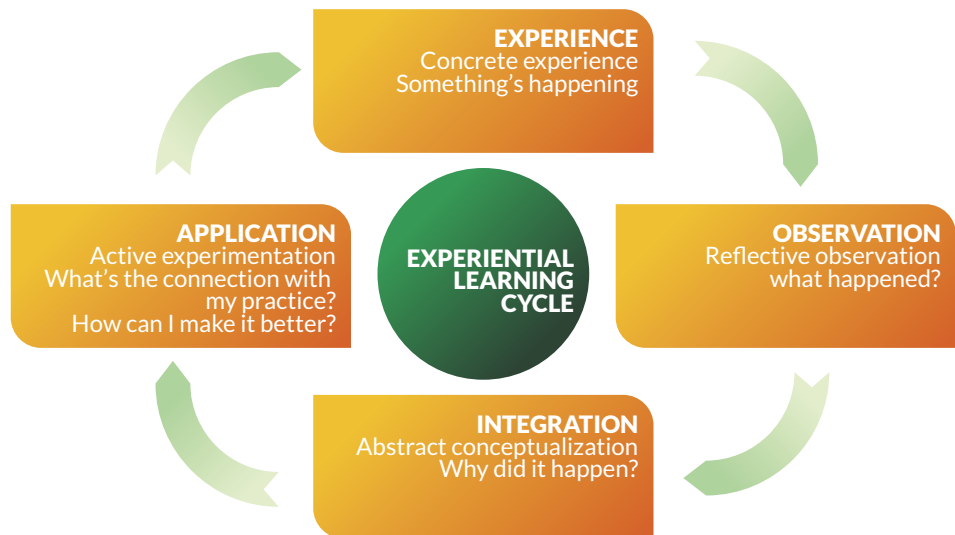 EXPERIENCE
Concrete experience
Something’s happening
OBSERVATION
Reflective observation
what happened?
INTEGRATION
Abstract conceptualization
Why did it happen?
APPLICATION
Active experimentation
What’s the connection with
my practice?
How can I make it better?
EXPERIENTIAL
LEARNING
CYCLE